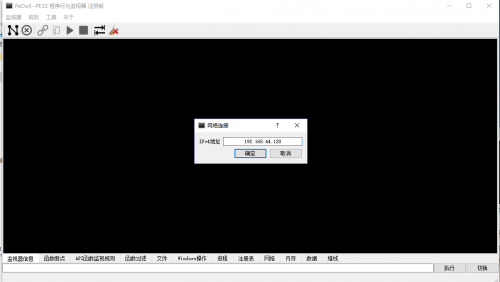 PeDoll--PE32 程序行为监视器 注册版
监视器 规则 工具 关于
网络连接
IPv4地址 192.168.44.128
确定 取消
监视器信息 函数断点 API函数监视规则 函数过滤 文件 Windows操作 进程 注册表 网络 内存 数据 堆栈
执行 切换